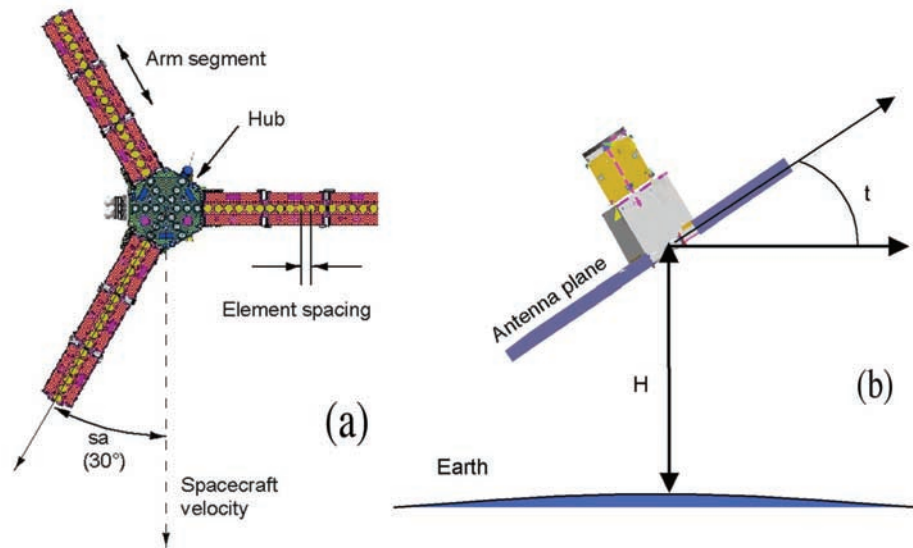 Arm segment
Hub
Element spacing
sa
(30°)
Spacecraft
velocity
(a)
t
Antenna plane
H
(b)
Earth